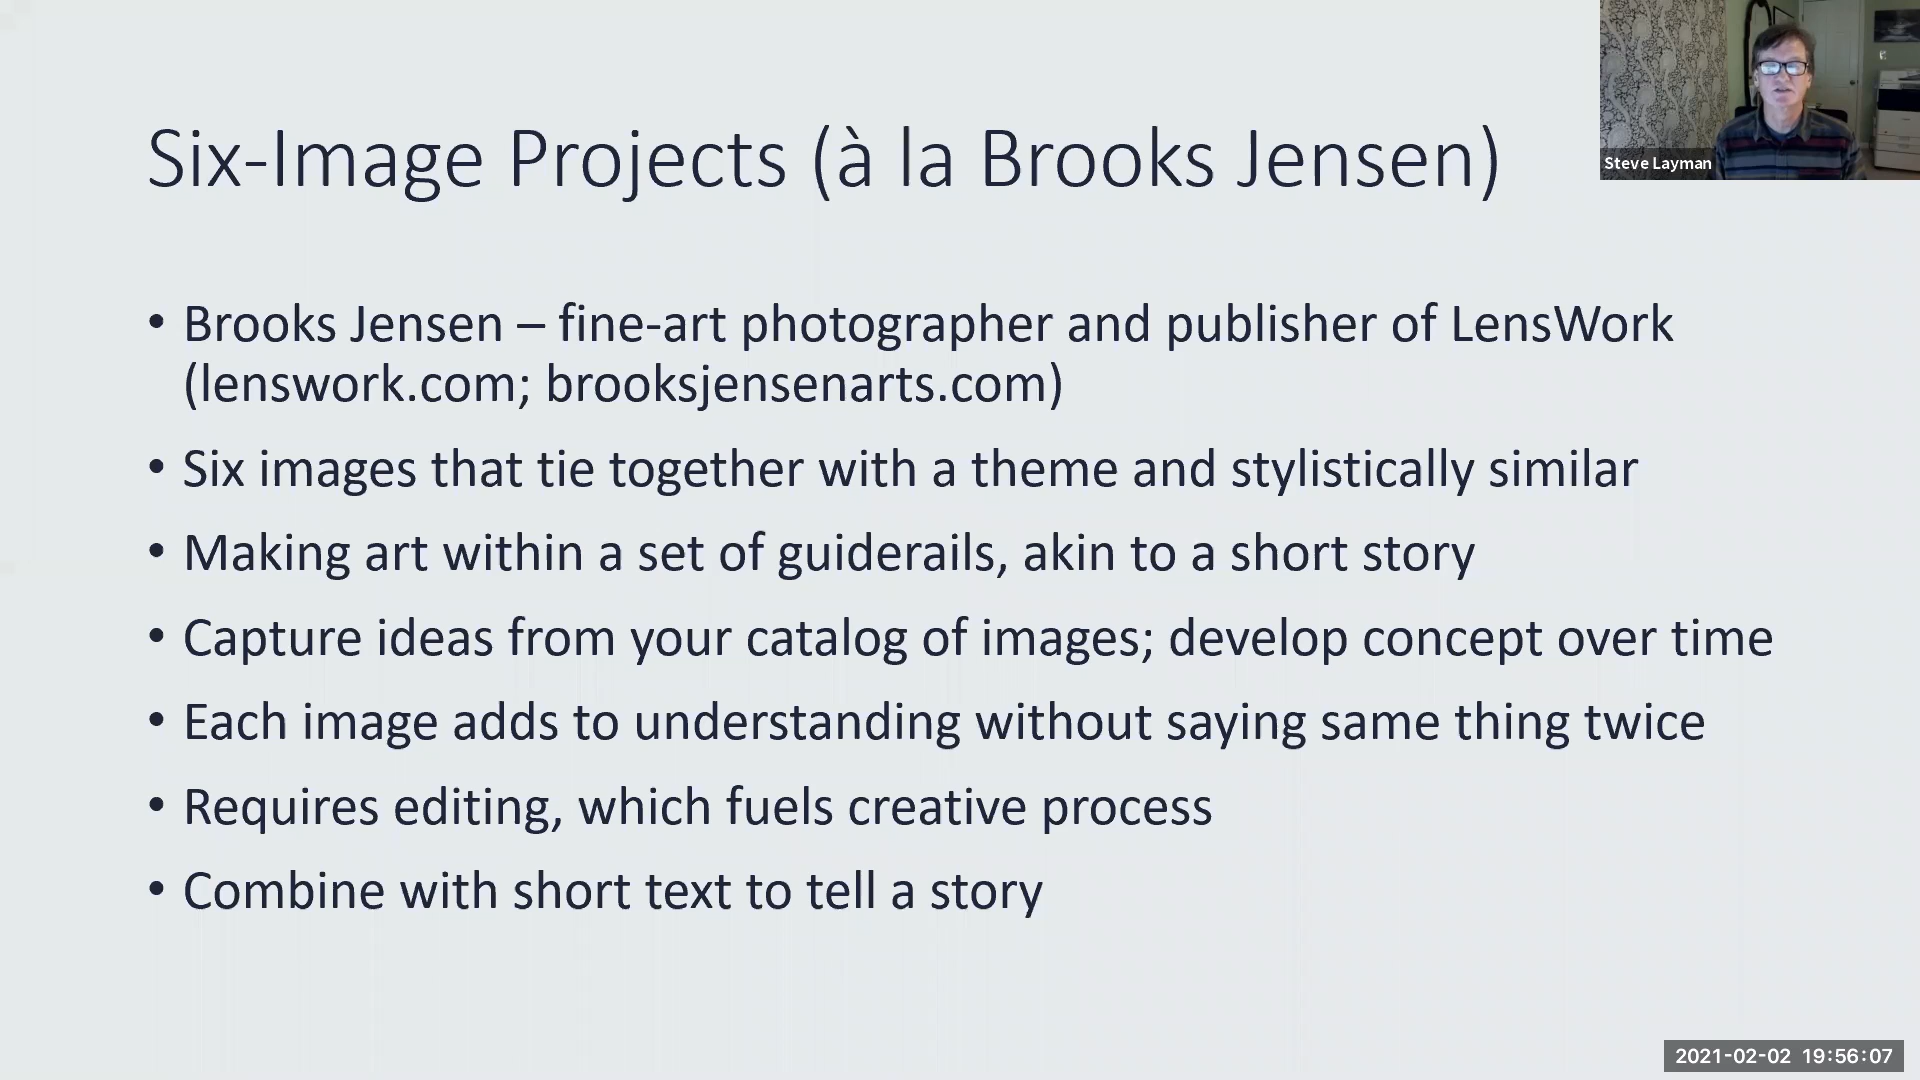 Steve Layman
Six-Image Projects (à la Brooks Jensen)
• Brooks Jensen – fine-art photographer and publisher of LensWork
(lenswork.com; brooksjensenarts.com)
• Six images that tie together with a theme and stylistically similar
• Making art within a set of guiderails, akin to a short story
• Capture ideas from your catalog of images; develop concept over time
• Each image adds to understanding without saying same thing twice
• Requires editing, which fuels creative process
• Combine with short text to tell a story
2021-02-02 19:56:07